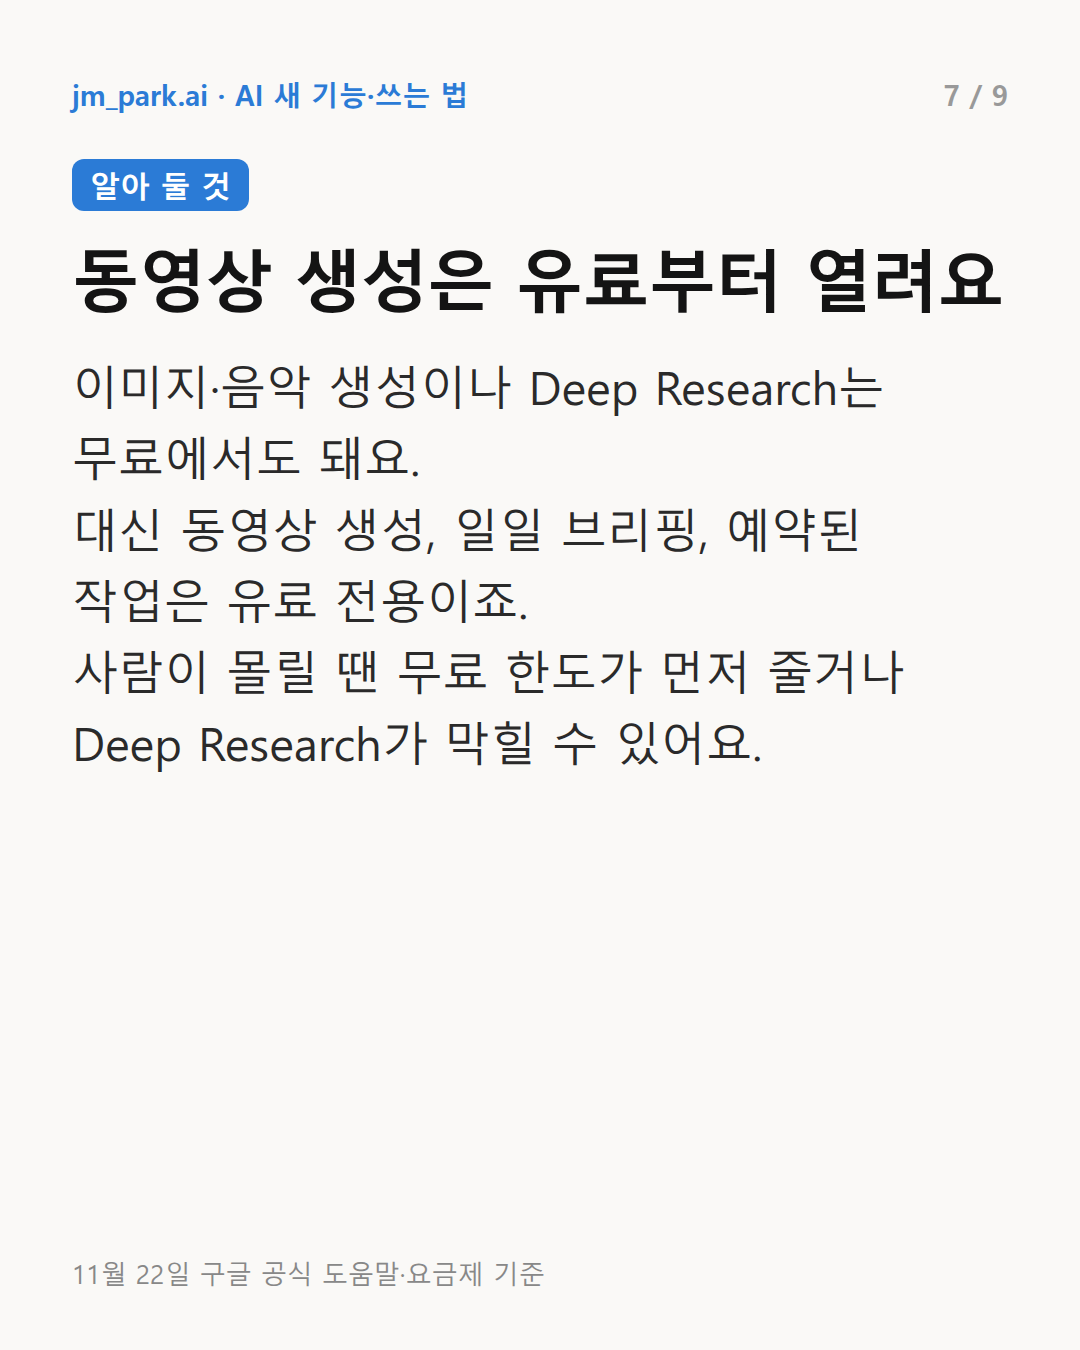 jm_park.ai · AI 새 기능·쓰는 법
7 / 9
알아 둘 것
동영상 생성은 유료부터 열려요
이미지·음악 생성이나 Deep Research는
무료에서도 돼요.
대신 동영상 생성, 일일 브리핑, 예약된
작업은 유료 전용이죠.
사람이 몰릴 땐 무료 한도가 먼저 줄거나
Deep Research가 막힐 수 있어요.
11월 22일 구글 공식 도움말·요금제 기준